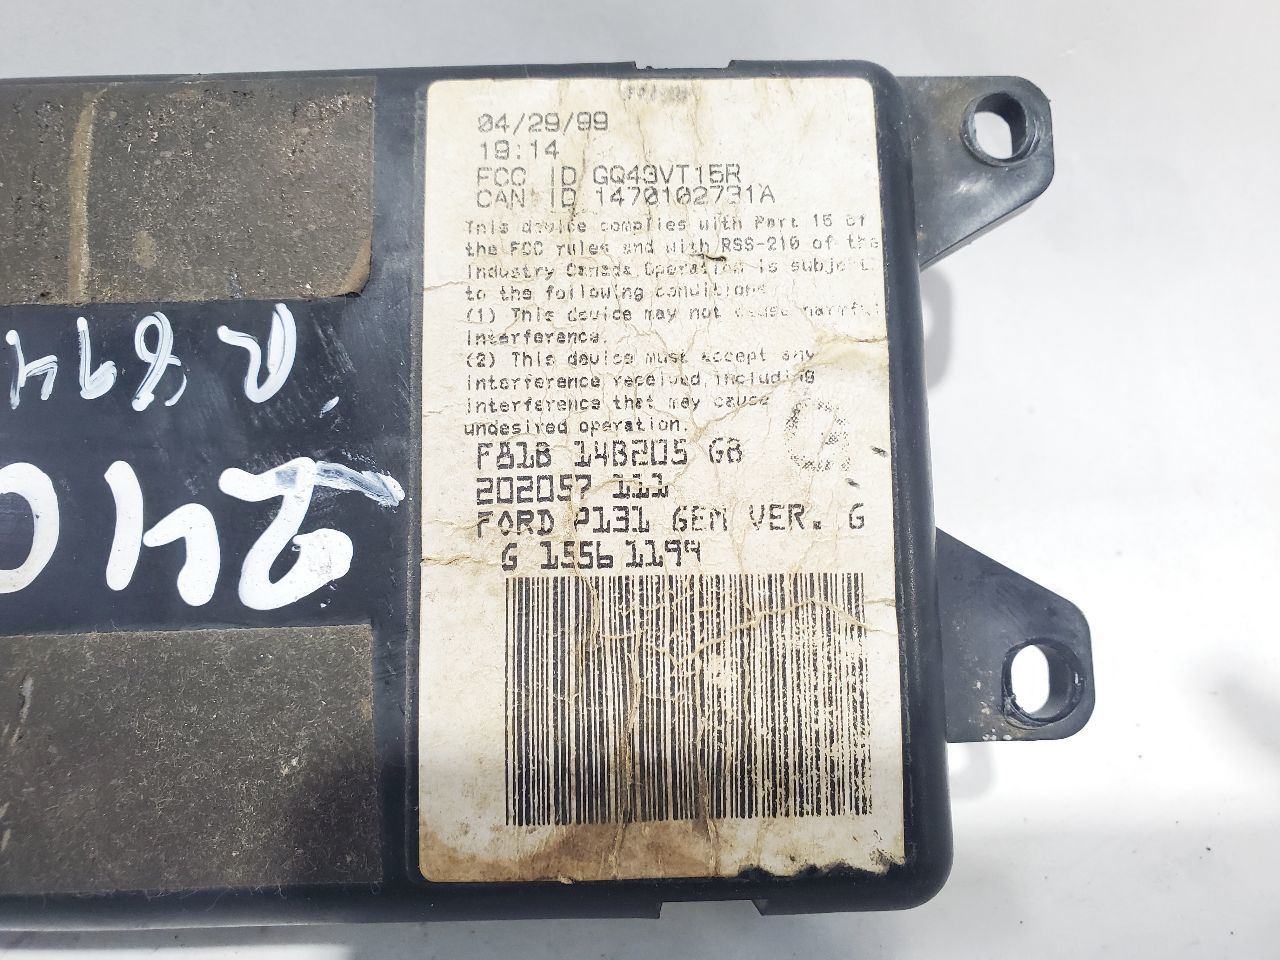 04/29/99
19:14
FCC ID GQ43VT15R
CAN ID 1470102731A
This device complies with Part 15 of
the FCC rules and with RSS-210 of the
Industry Canada Operation is subject
to the following conditions
(1) This device may not cause harmful
interference.
(2) This device must accept any
interference received, including
interference that may cause
undesired operation.
F81B 14B205 GB
202057 111
FORD P131 GEM VER. G
G 1556 1199
G
R 894
240